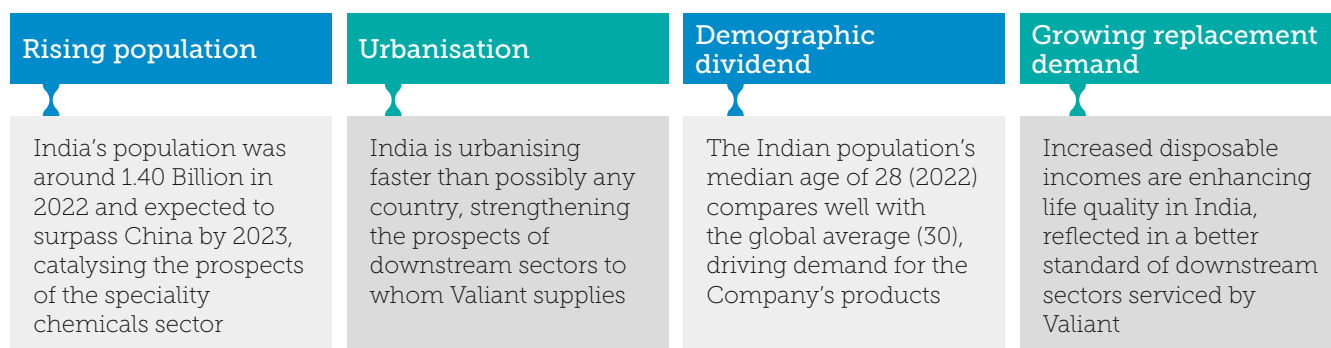 Rising population
India's population was
around 1.40 Billion in
2022 and expected to
surpass China by 2023,
catalysing the prospects
of the speciality
chemicals sector
Urbanisation
India is urbanising
faster than possibly any
country, strengthening
the prospects of
downstream sectors to
whom Valiant supplies
Demographic
dividend
The Indian population's
median age of 28 (2022)
compares well with
the global average (30),
driving demand for the
Company's products
Growing replacement
demand
Increased disposable
incomes are enhancing
life quality in India,
reflected in a better
standard of downstream
sectors serviced by
Valiant